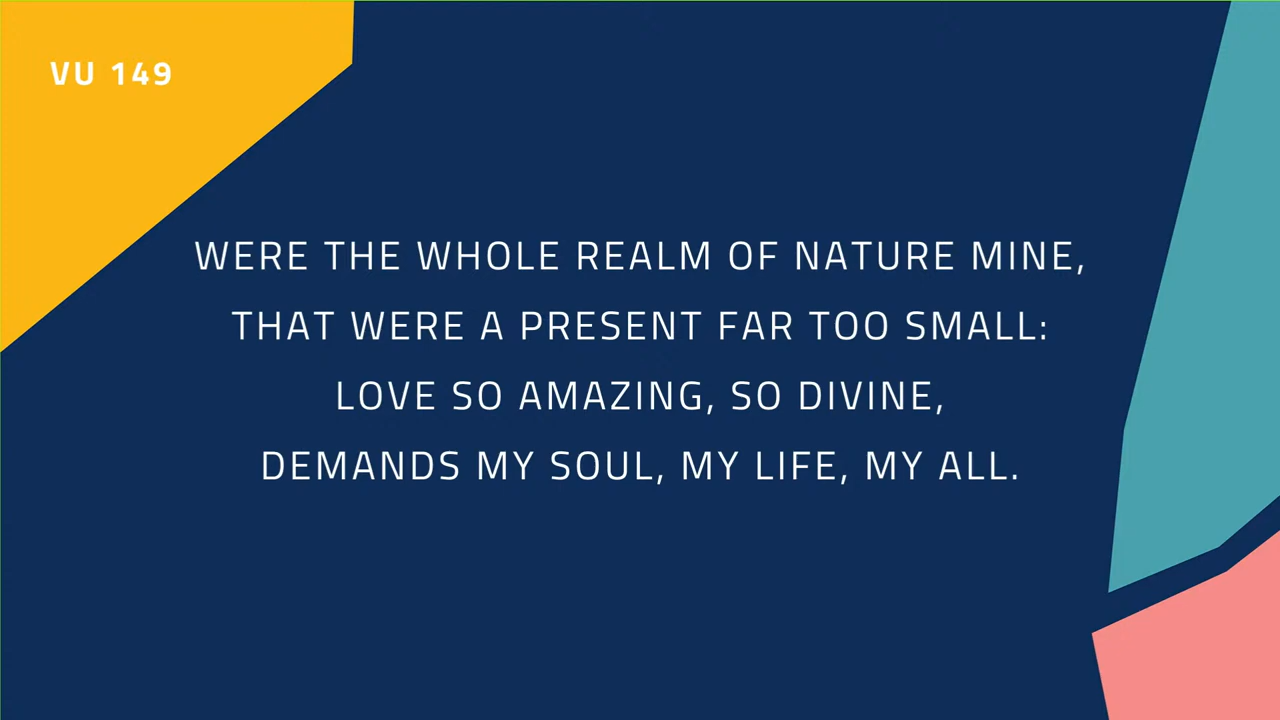 VU 149
WERE THE WHOLE REALM OF NATURE MINE,
THAT WERE A PRESENT FAR TOO SMALL:
LOVE SO AMAZING, SO DIVINE,
DEMANDS MY SOUL, MY LIFE, MY ALL.